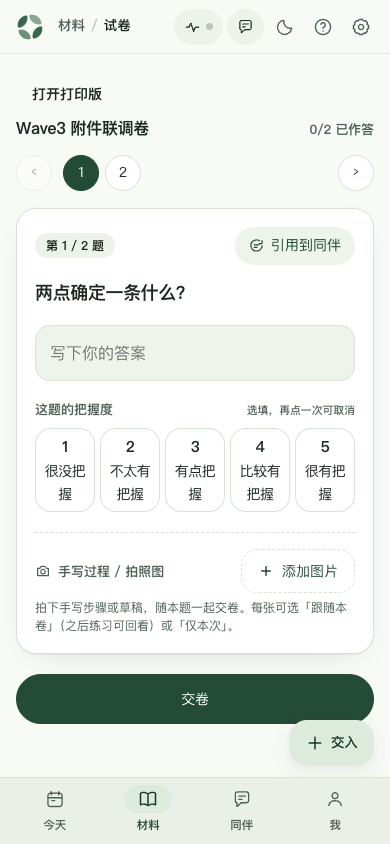 材料 / 试卷
打开打印版
Wave3 附件联调卷
0/2 已作答
1
2
第 1 / 2 题
引用到同伴
两点确定一条什么?
写下你的答案
这题的把握度
选填，再点一次可取消
1
很没把握
2
不太有把握
3
有点把握
4
比较有把握
5
很有把握
手写过程 / 拍照图
添加图片
拍下手写步骤或草稿，随本题一起交卷。每张可选「跟随本
卷」（之后练习可回看）或「仅本次」。
交卷
交入
今天
材料
同伴
我